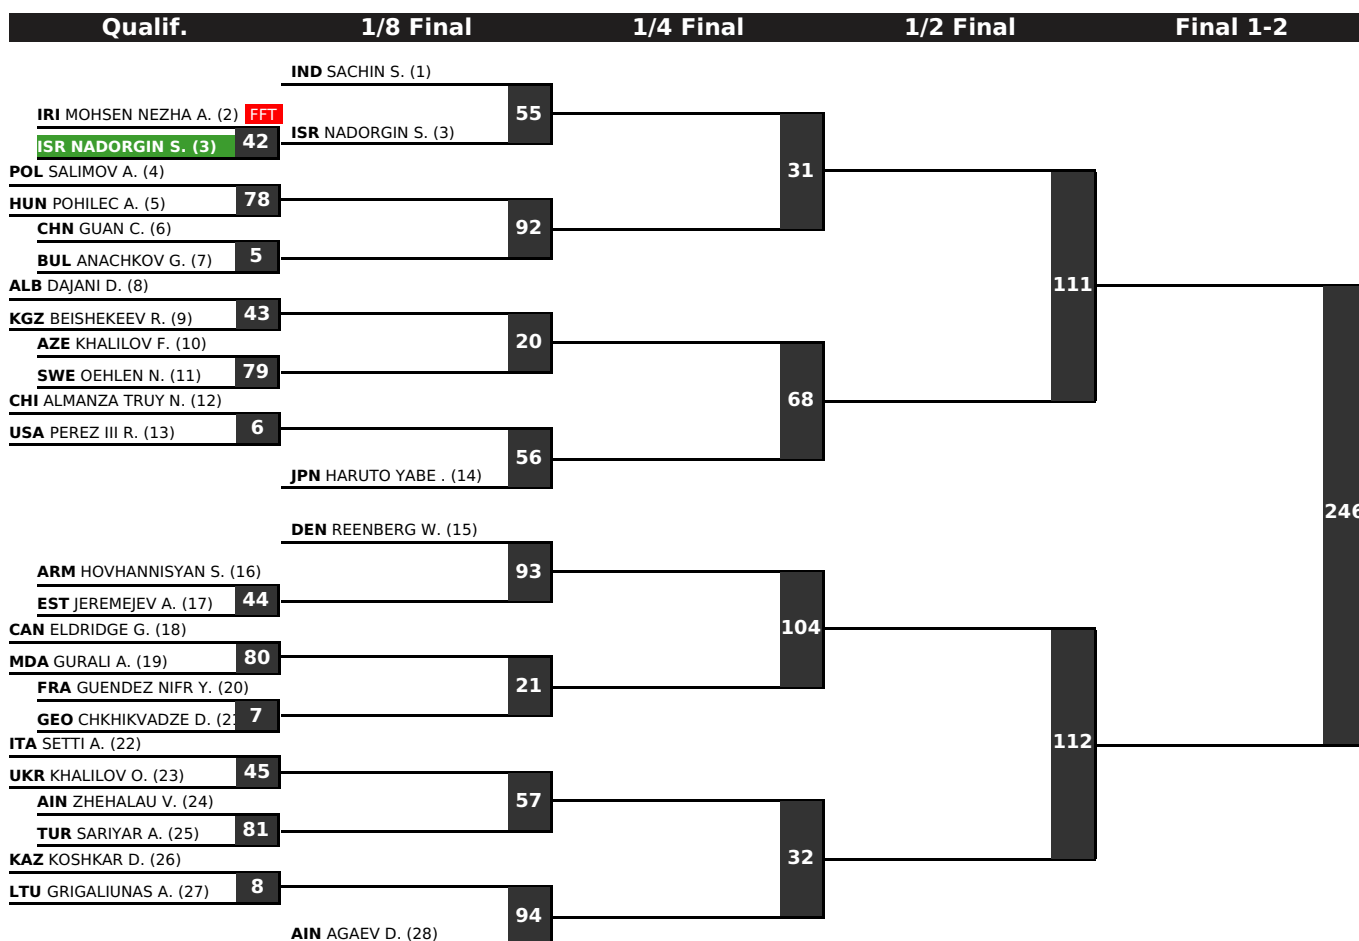 Qualif. 1/8 Final 1/4 Final 1/2 Final Final 1-2
IND SACHIN S. (1)
IRI MOHSEN NEZHA A. (2) FFT
55
ISR NADORGIN S. (3)
42
ISR NADORGIN S. (3)
POL SALIMOV A. (4)
31
HUN POHILEC A. (5)
78
CHN GUAN C. (6)
92
BUL ANACHKOV G. (7)
5
ALB DAJANI D. (8)
111
KGZ BEISHEKEEV R. (9)
43
AZE KHALILOV F. (10)
20
SWE OEHLEN N. (11)
79
CHI ALMANZA TRUY N. (12)
68
USA PEREZ III R. (13)
6
56
JPN HARUTO YABE . (14)
246
DEN REENBERG W. (15)
ARM HOVHANNISYAN S. (16)
93
EST JEREMEJEV A. (17)
44
CAN ELDRIDGE G. (18)
104
MDA GURALI A. (19)
80
FRA GUENDEZ NIFR Y. (20)
21
GEO CHKHIKVADZE D. (21
7
ITA SETTI A. (22)
112
UKR KHALILOV O. (23)
45
AIN ZHEHALAU V. (24)
57
TUR SARIYAR A. (25)
81
KAZ KOSHKAR D. (26)
32
LTU GRIGALIUNAS A. (27)
8
94
AIN AGAEV D. (28)